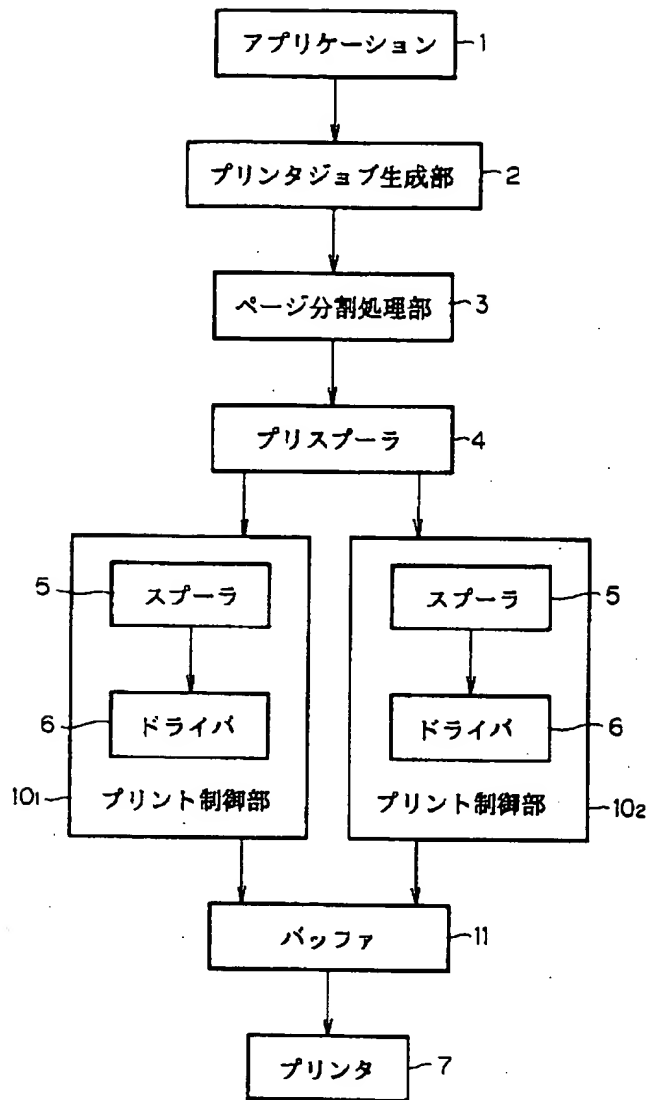 アプリケーション 1
プリンタジョブ生成部 2
ページ分割処理部 3
プリスプーラ 4
5 スプーラ
スプーラ 5
6 ドライバ
ドライバ 6
10₁ プリント制御部
プリント制御部 10₂
バッファ 11
プリンタ 7